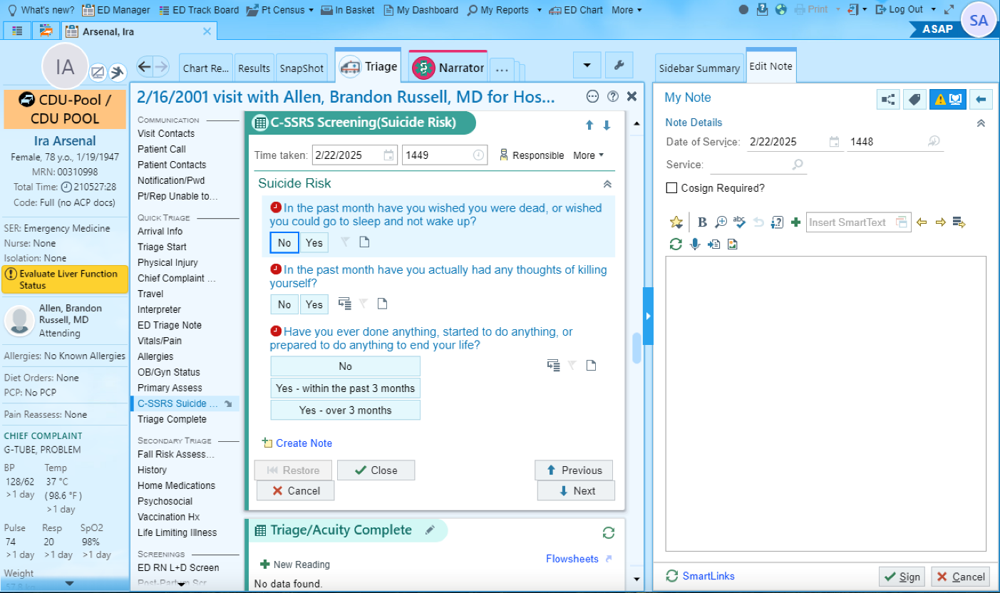 What's new? ED Manager ED Track Board Pt Census In Basket My Dashboard My Reports ED Chart More Print Log Out
Arsenal, Ira
ASAP
SA
IA
CDU-Pool /
CDU POOL
Ira Arsenal
Female, 78 y.o., 1/19/1947
MRN: 00310998
Total Time: 210527:28
Code: Full (no ACP docs)
SER: Emergency Medicine
Nurse: None
Isolation: None
Evaluate Liver Function
Status
Allen, Brandon
Russell, MD
Attending
Allergies: No Known Allergies
Diet Orders: None
PCP: No PCP
Pain Reassess: None
CHIEF COMPLAINT
G-TUBE, PROBLEM
BP Temp
128/62 37 °C
>1 day (98.6 °F)
>1 day
Pulse Resp SpO2
74 20 98%
>1 day >1 day >1 day
Weight
57.8 kg
Chart Re... Results SnapShot Triage Narrator ...
2/16/2001 visit with Allen, Brandon Russell, MD for Hos...
COMMUNICATION
Visit Contacts
Patient Call
Patient Contacts
Notification/Pwd
Pt/Rep Unable to...
QUICK TRIAGE
Arrival Info
Triage Start
Physical Injury
Chief Complaint ...
Travel
Interpreter
ED Triage Note
Vitals/Pain
Allergies
OB/Gyn Status
Primary Assess
C-SSRS Suicide ...
Triage Complete
SECONDARY TRIAGE
Fall Risk Assess...
History
Home Medications
Psychosocial
Vaccination Hx
Life Limiting Illness
SCREENINGS
ED RN L+D Screen
Post-Partum Scr
C-SSRS Screening(Suicide Risk)
Time taken: 2/22/2025 1449 Responsible More
Suicide Risk
In the past month have you wished you were dead, or wished
you could go to sleep and not wake up?
No Yes
In the past month have you actually had any thoughts of killing
yourself?
No Yes
Have you ever done anything, started to do anything, or
prepared to do anything to end your life?
No
Yes - within the past 3 months
Yes - over 3 months
Create Note
Restore Close Previous
Cancel Next
Triage/Acuity Complete
New Reading Flowsheets
No data found.
Sidebar Summary Edit Note
My Note
Note Details
Date of Service: 2/22/2025 1448
Service:
Cosign Required?
B abc Insert SmartText
SmartLinks Sign Cancel